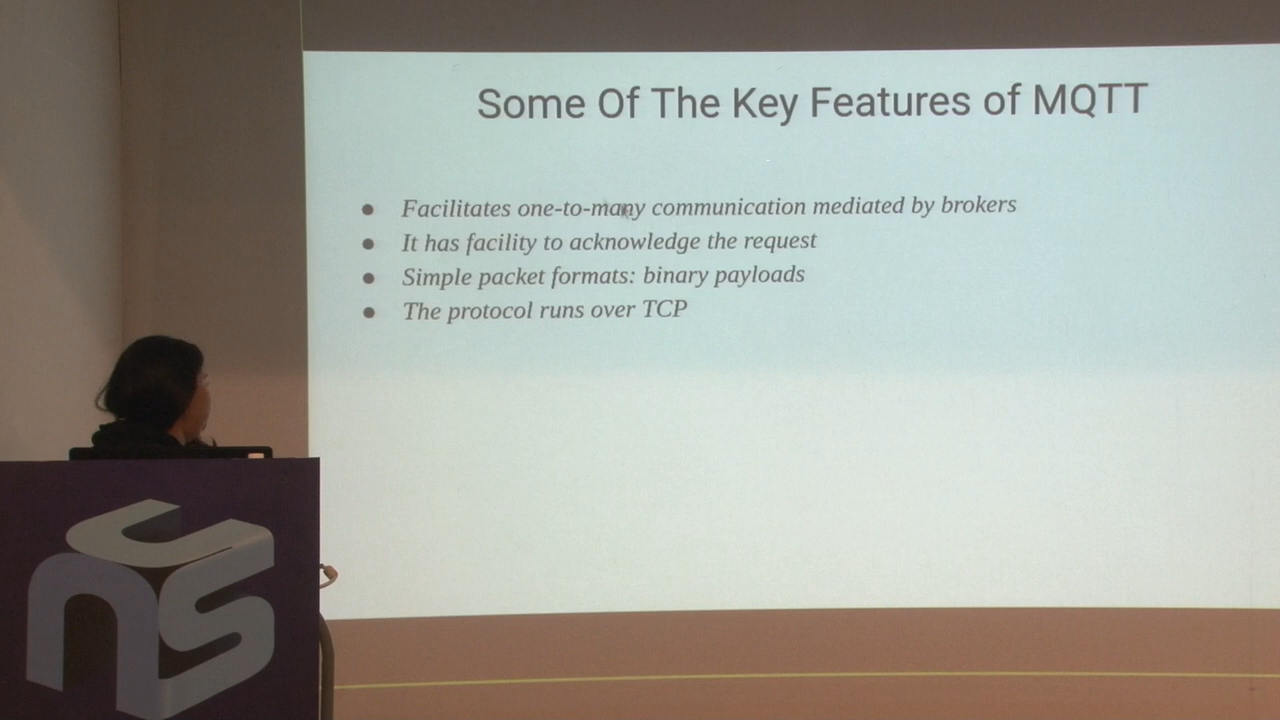 Some Of The Key Features of MQTT
● Facilitates one-to-many communication mediated by brokers
● It has facility to acknowledge the request
● Simple packet formats: binary payloads
● The protocol runs over TCP
ncs